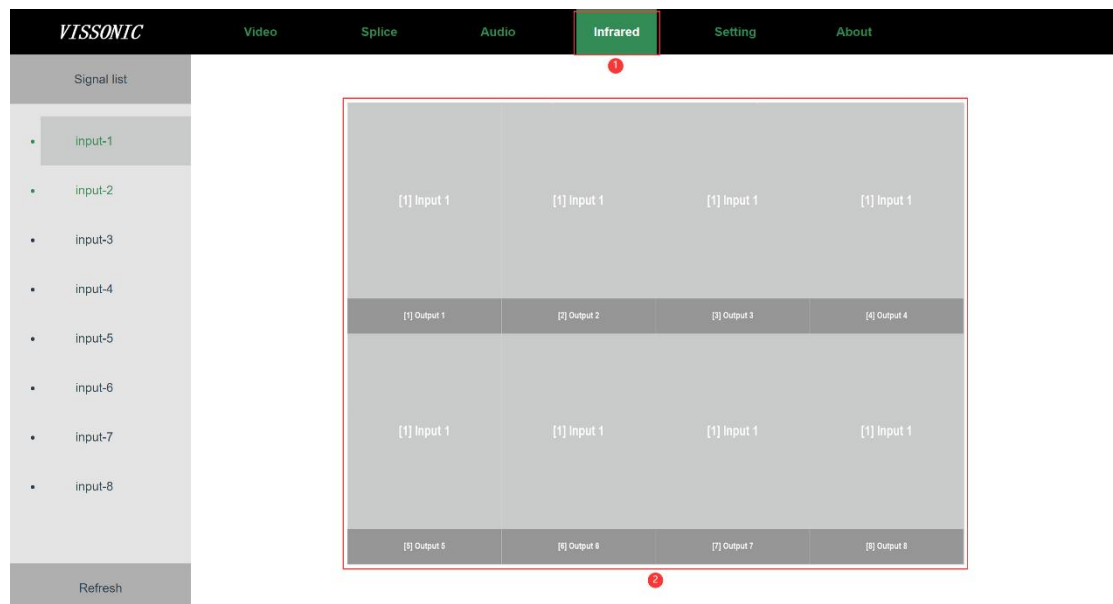 VISSONIC Video Splice Audio Infrared Setting About
1
Signal list
input-1
input-2
input-3
input-4
input-5
input-6
input-7
input-8
Refresh
[1] Input 1 [1] Input 1 [1] Input 1 [1] Input 1
[1] Output 1 [2] Output 2 [3] Output 3 [4] Output 4
[1] Input 1 [1] Input 1 [1] Input 1 [1] Input 1
[5] Output 5 [6] Output 6 [7] Output 7 [8] Output 8
2